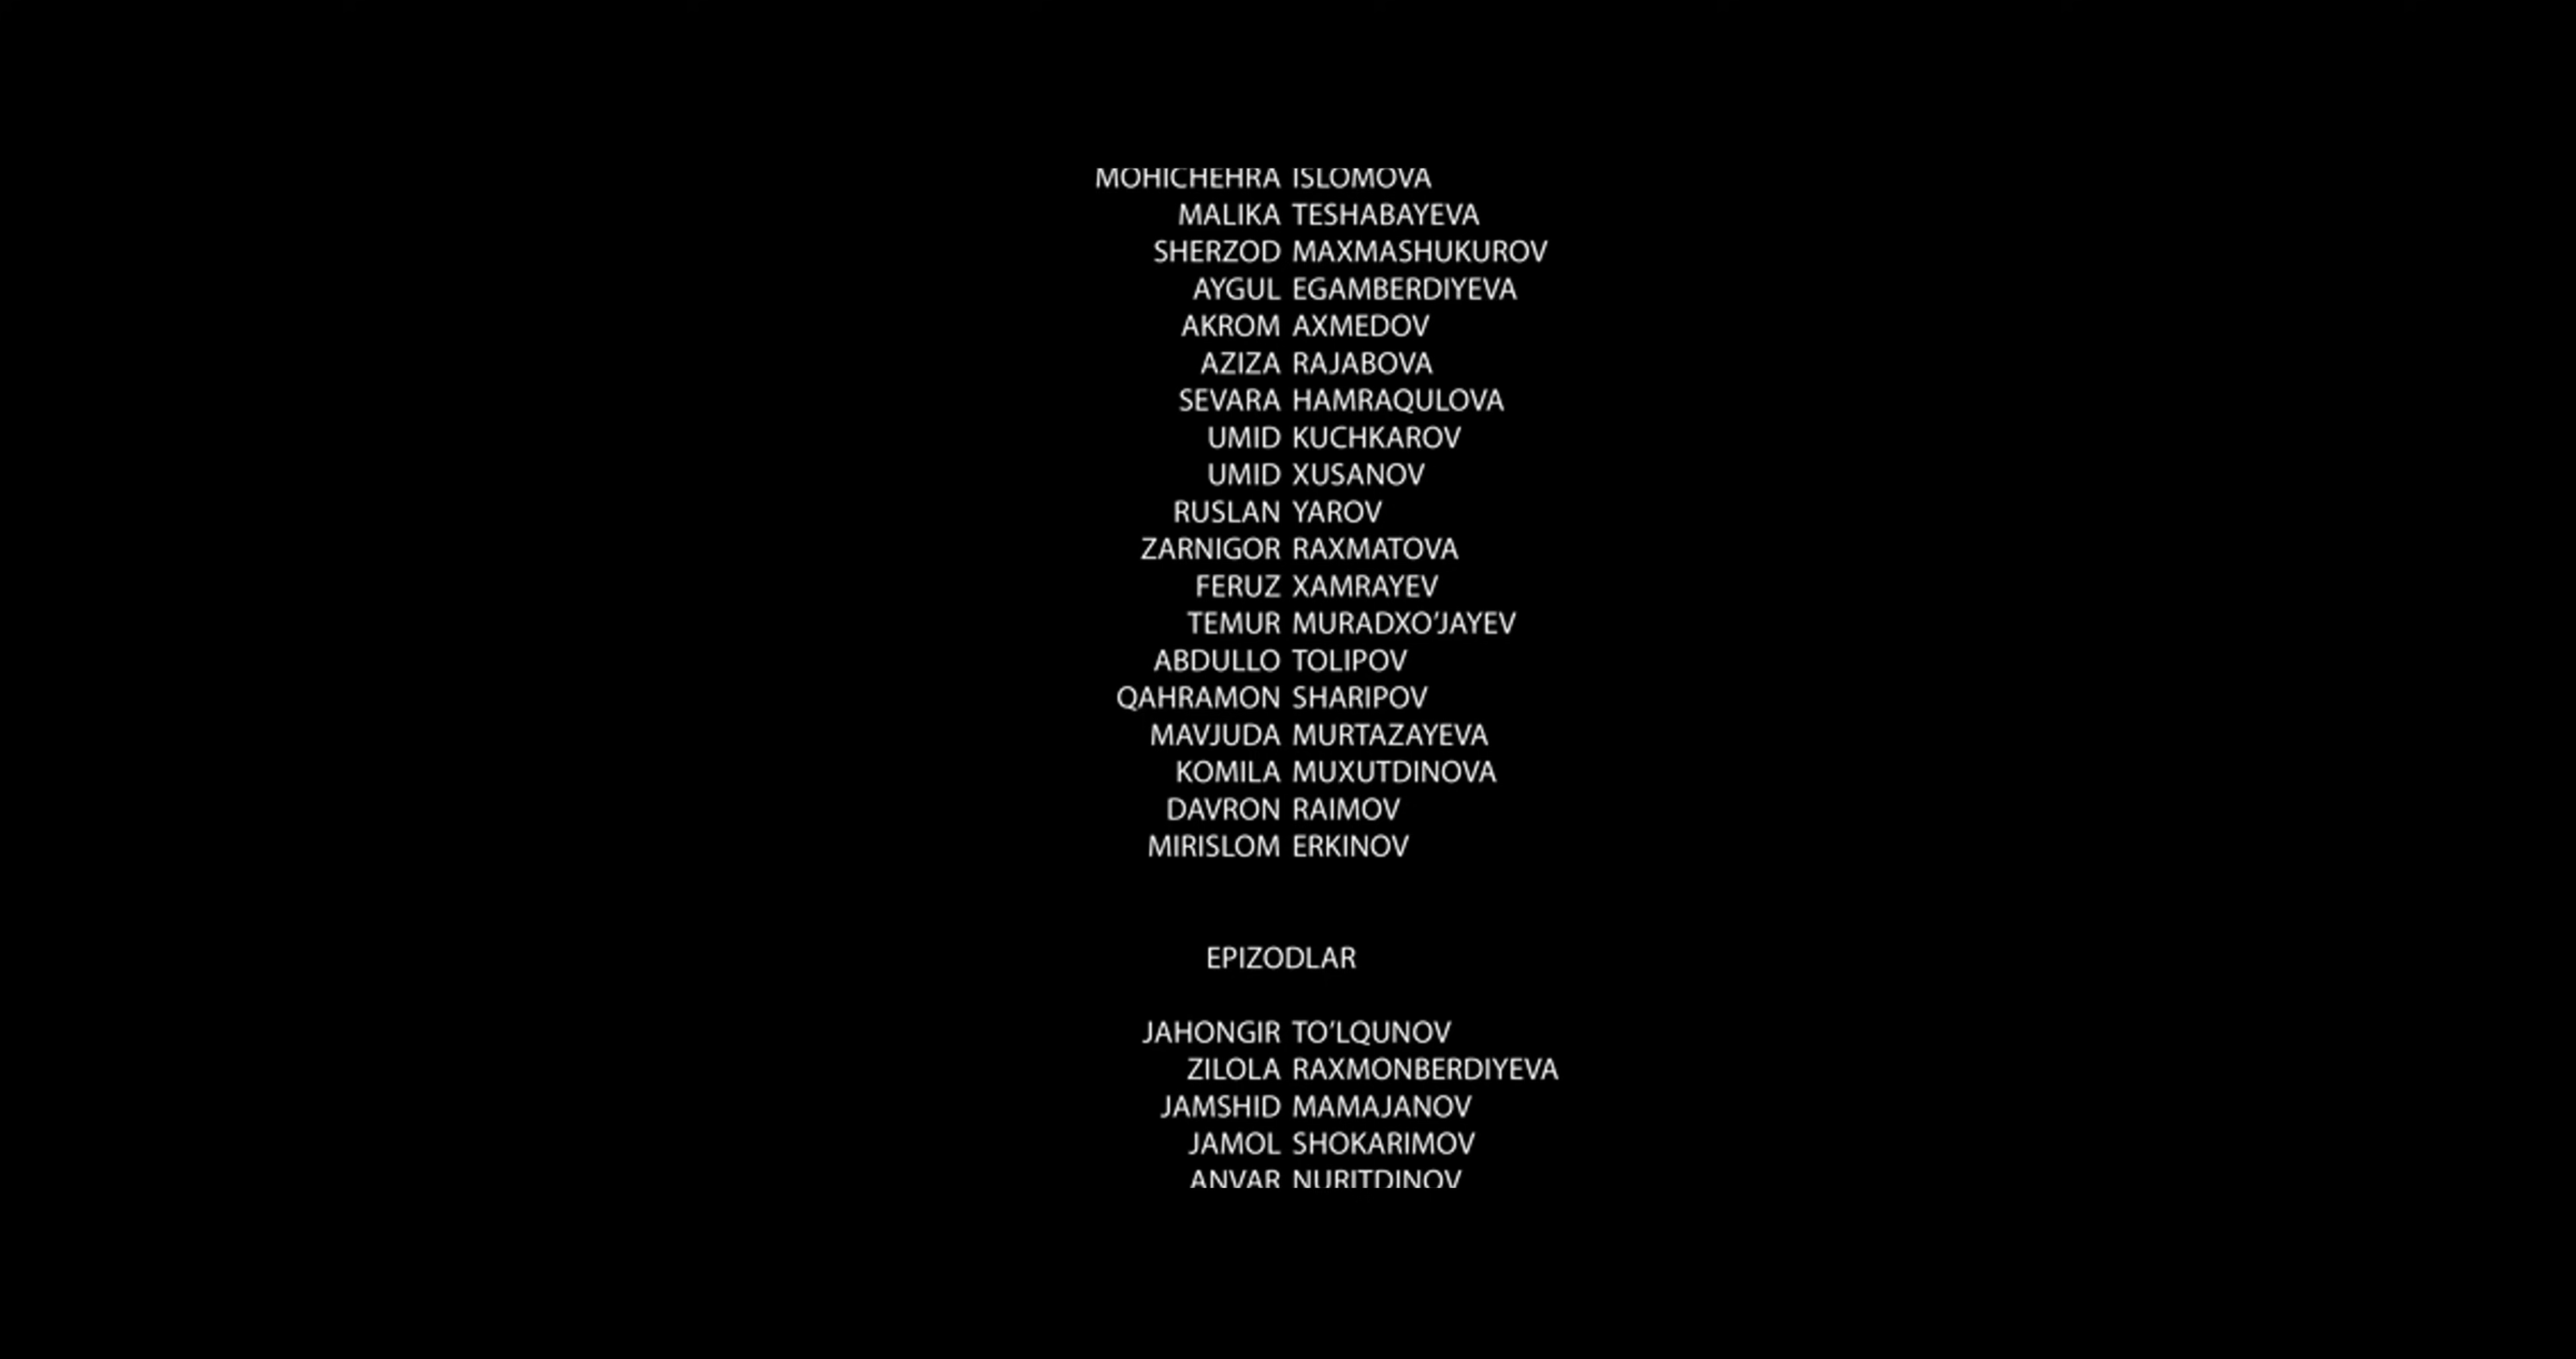 MOHICHEHRA ISLOMOVA
MALIKA TESHABAYEVA
SHERZOD MAXMASHUKUROV
AYGUL EGAMBERDIYEVA
AKROM AXMEDOV
AZIZA RAJABOVA
SEVARA HAMRAQULOVA
UMID KUCHKAROV
UMID XUSANOV
RUSLAN YAROV
ZARNIGOR RAXMATOVA
FERUZ XAMRAYEV
TEMUR MURADXO’JAYEV
ABDULLO TOLIPOV
QAHRAMON SHARIPOV
MAVJUDA MURTAZAYEVA
KOMILA MUXUTDINOVA
DAVRON RAIMOV
MIRISLOM ERKINOV
EPIZODLAR
JAHONGIR TO’LQUNOV
ZILOLA RAXMONBERDIYEVA
JAMSHID MAMAJANOV
JAMOL SHOKARIMOV
ANVAR NURITDINOV